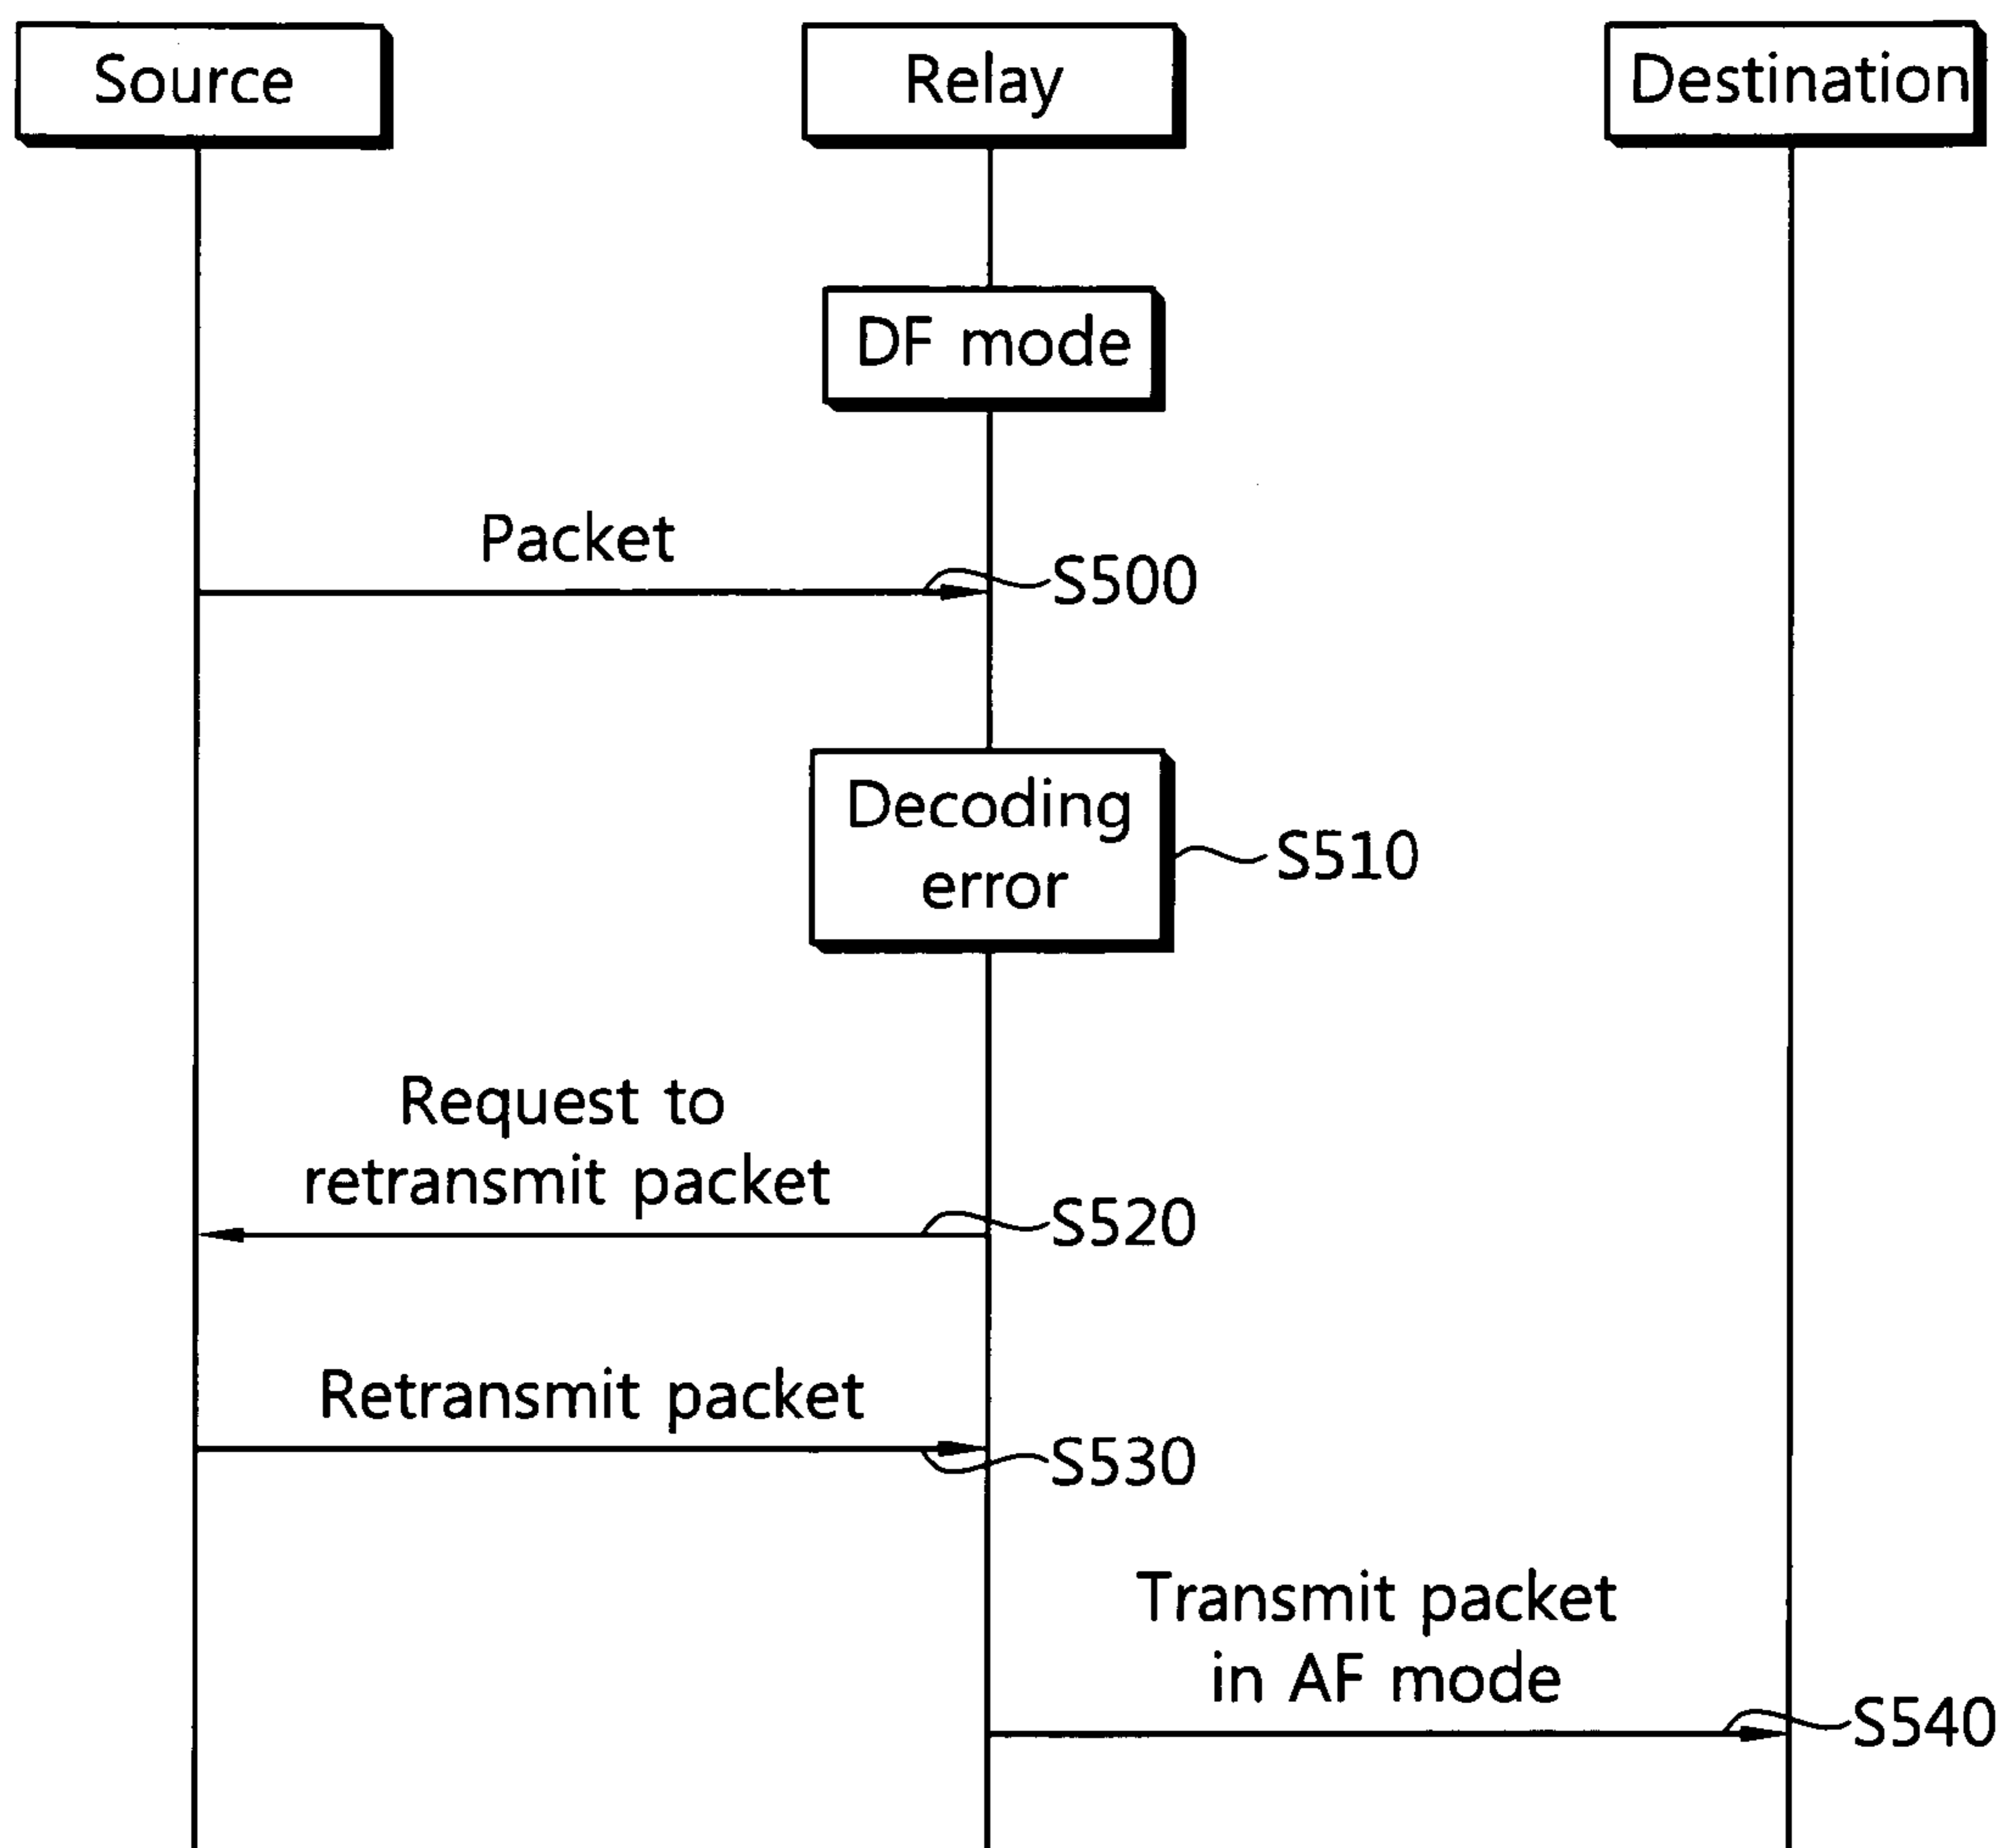 Source
Relay
Destination
DF mode
Packet
S500
Decoding
error
S510
Request to
retransmit packet
S520
Retransmit packet
S530
Transmit packet
in AF mode
S540